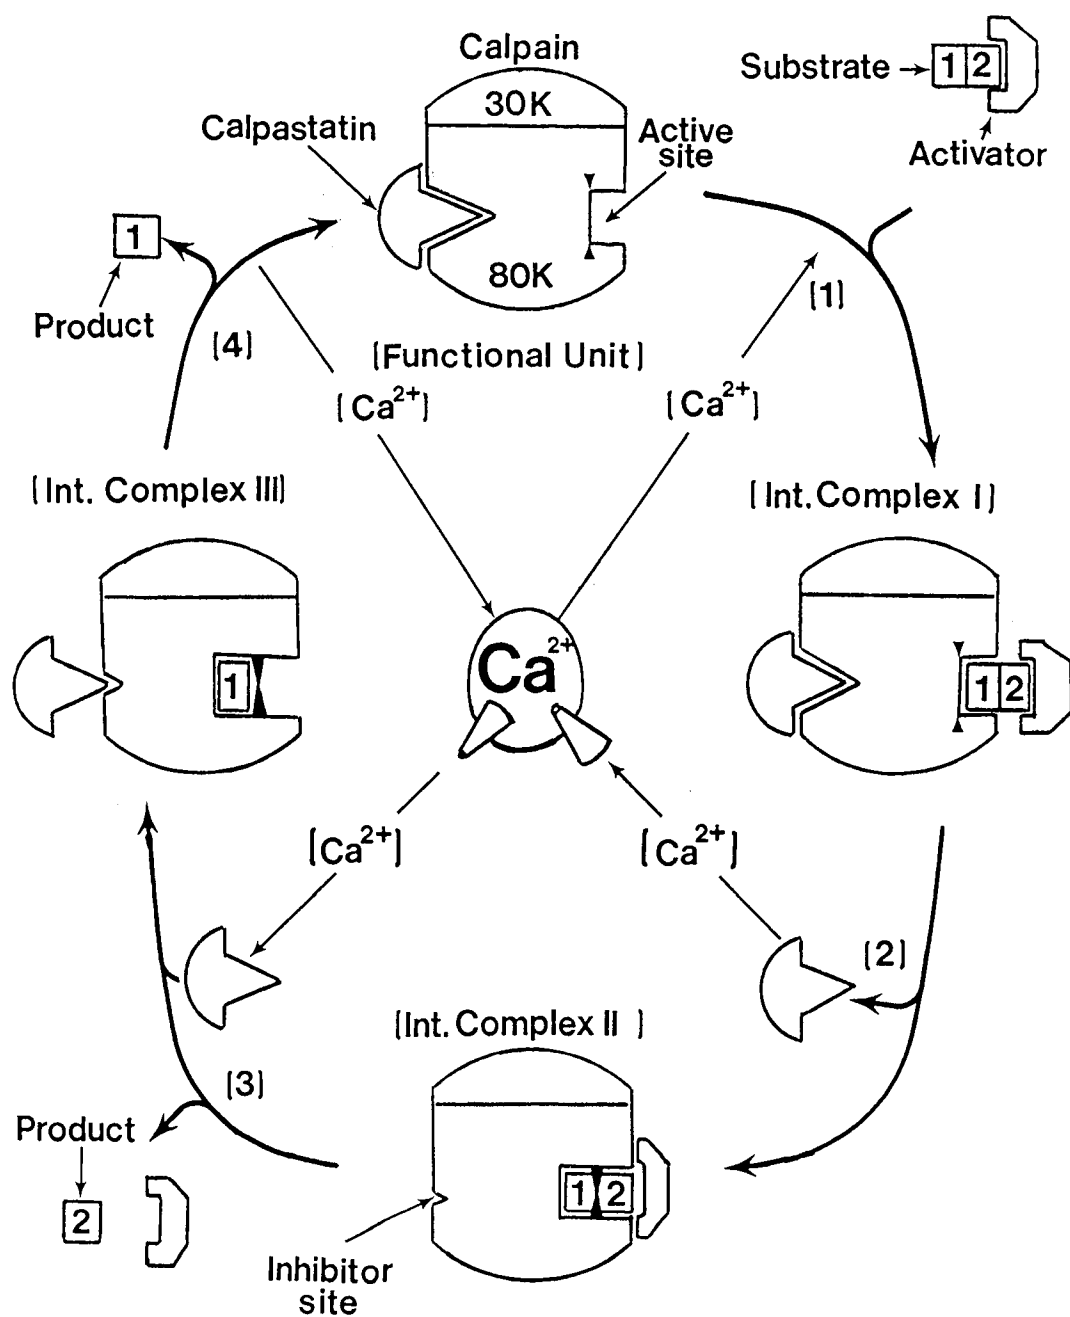 Calpain
30K
Calpastatin
Active
site
80K
(Functional Unit)
Substrate
1 2
Activator
(1)
(Ca2+)
(Int. Complex I)
1 2
(2)
(Ca2+)
(Int. Complex II )
1 2
Inhibitor
site
(3)
Product
2
(Ca2+)
(Int. Complex III)
1
(4)
Product
1
(Ca2+)
Ca2+